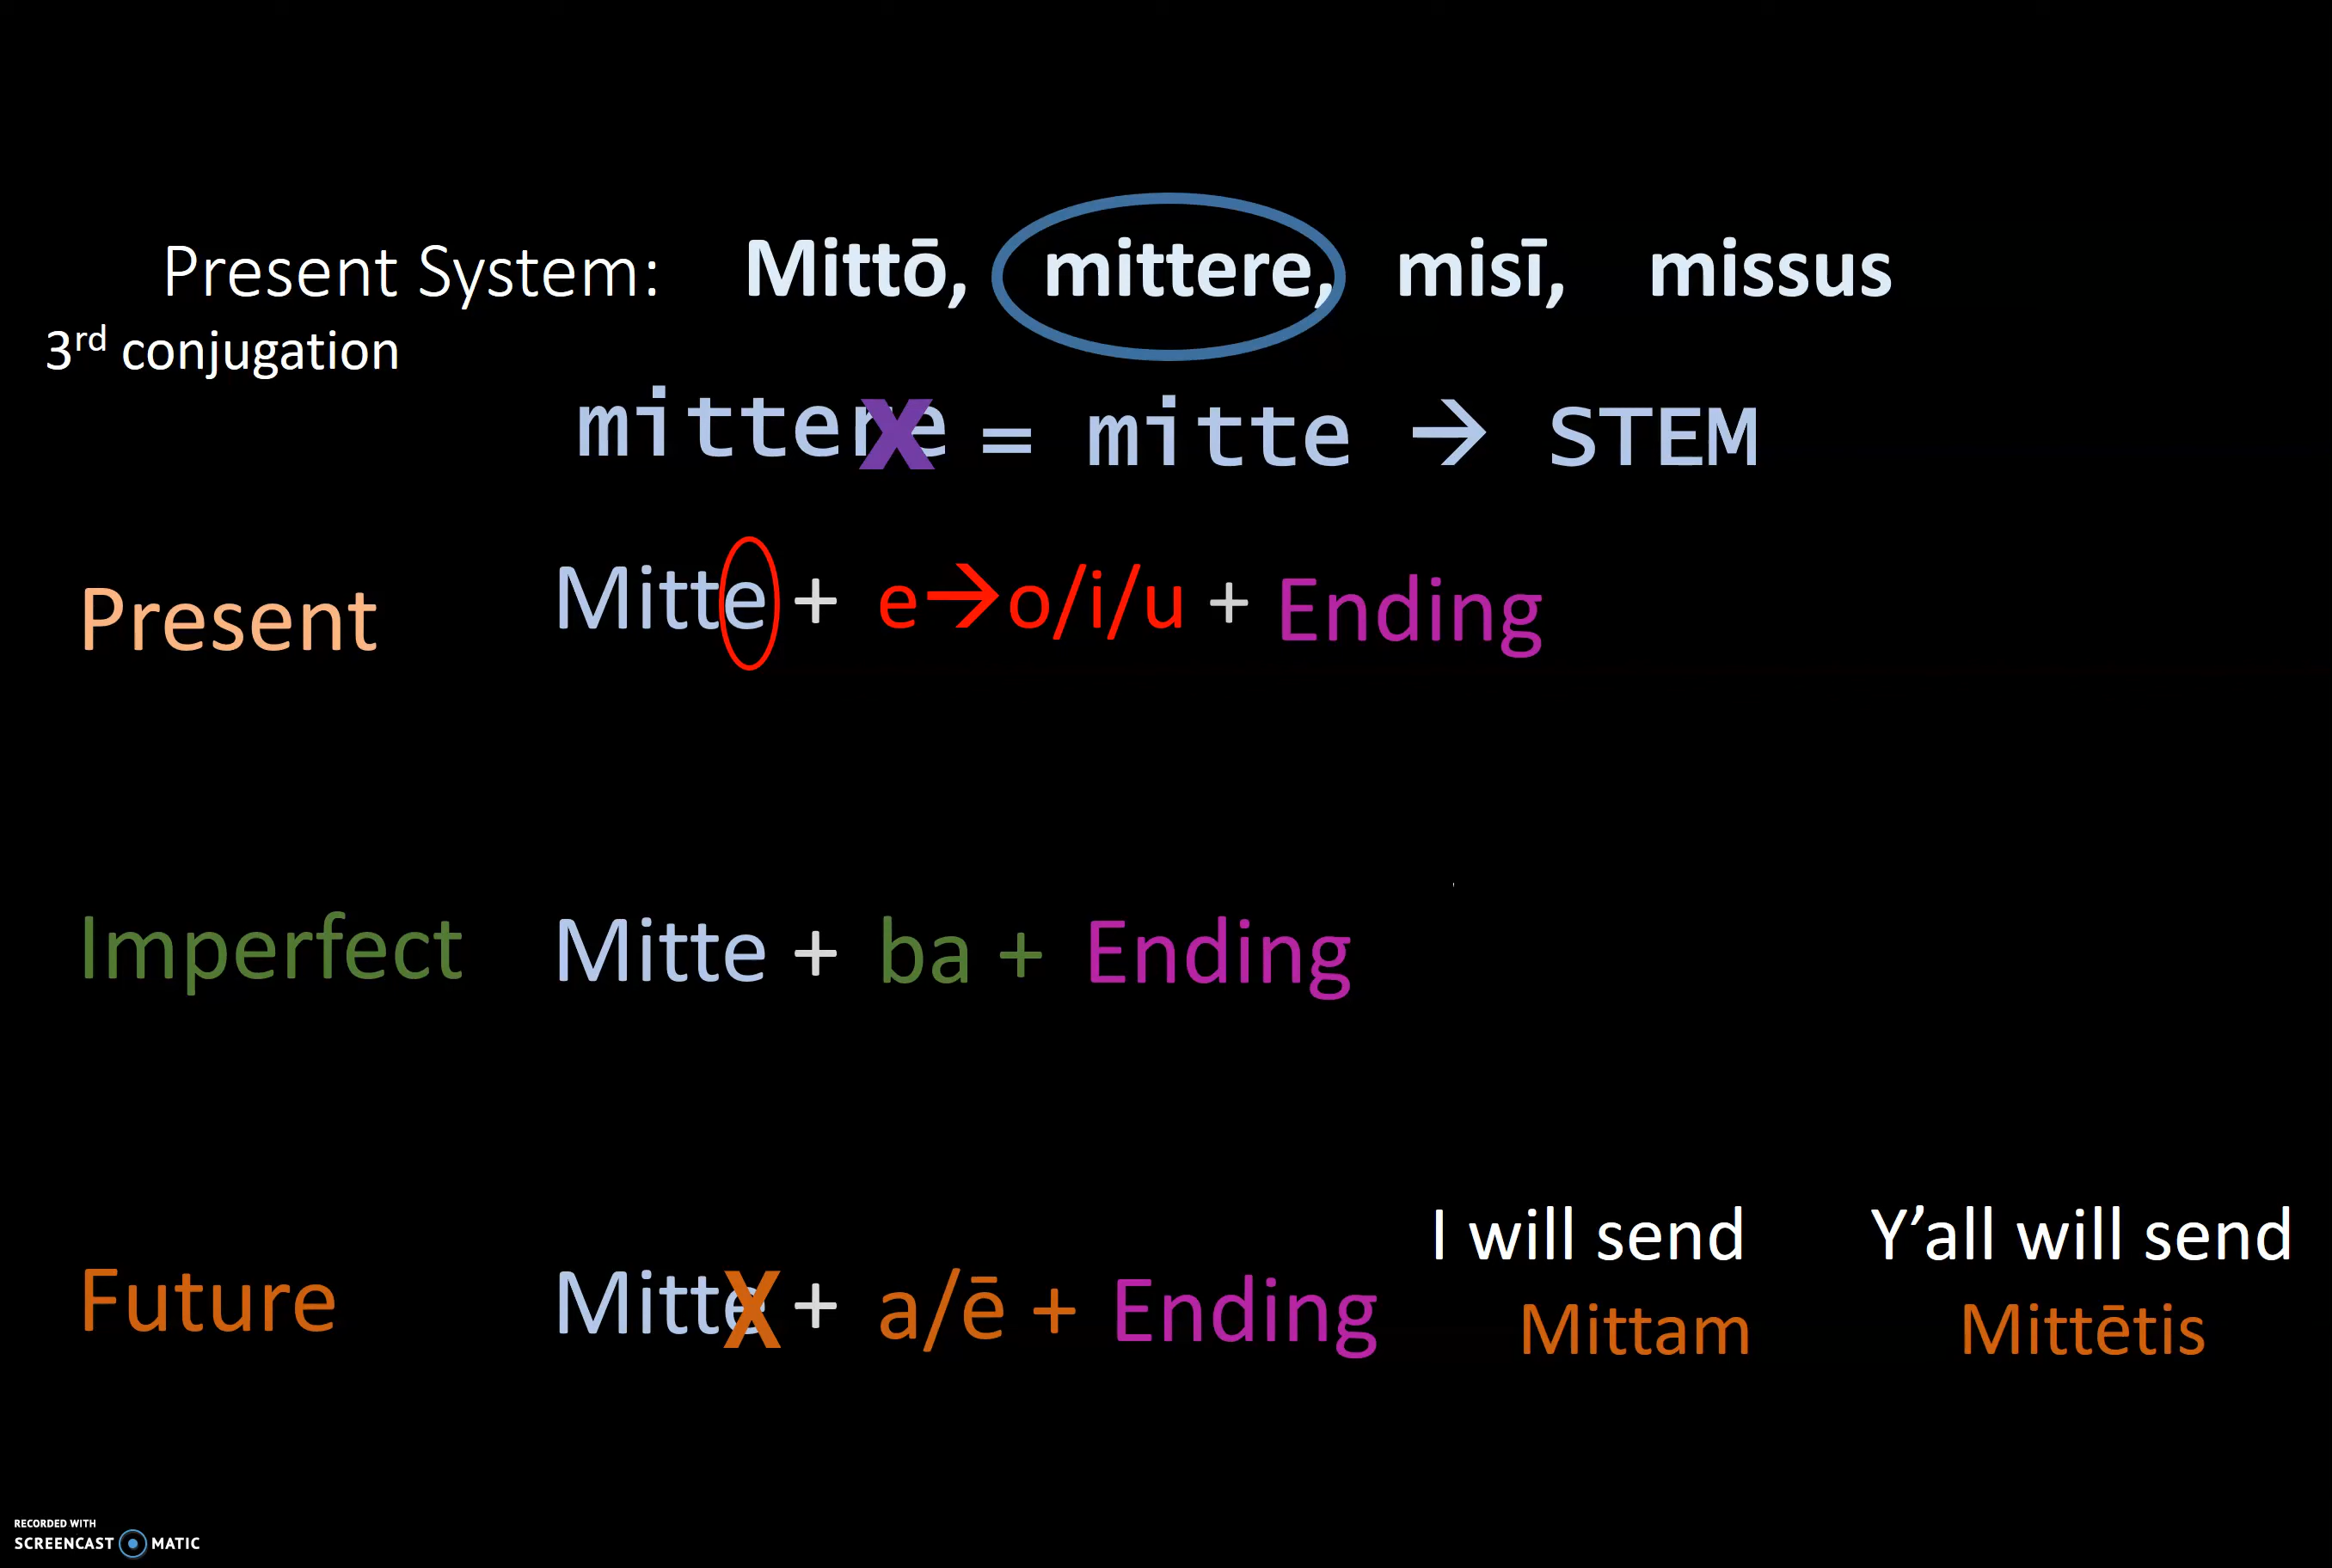 Present System: Mittō, mittere, misī, missus
3rd conjugation
mittere = mitte → STEM
Present Mitte + e→o/i/u + Ending
Imperfect Mitte + ba + Ending
I will send Y’all will send
Future Mitte + a/ē + Ending Mittam Mittētis
RECORDED WITH
SCREENCAST MATIC